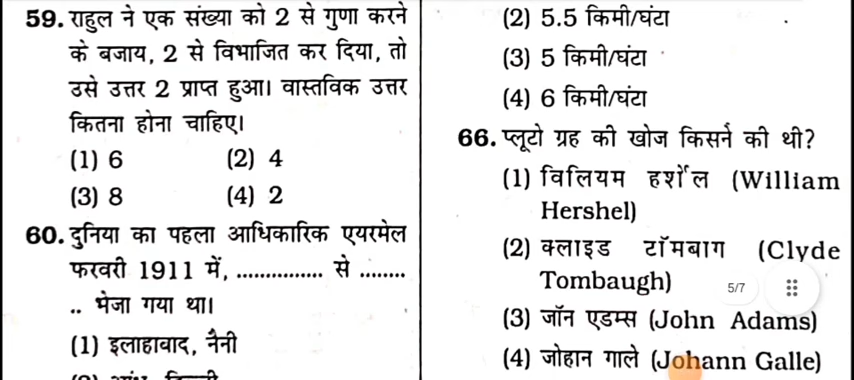 59. राहुल ने एक संख्या को 2 से गुणा करने
के बजाय, 2 से विभाजित कर दिया, तो
उसे उत्तर 2 प्राप्त हुआ। वास्तविक उत्तर
कितना होना चाहिए।
(1) 6 (2) 4
(3) 8 (4) 2
60. दुनिया का पहला आधिकारिक एयरमेल
फरवरी 1911 में, ................ से ........
.. भेजा गया था।
(1) इलाहाबाद, नैनी
(2) 5.5 किमी/घंटा
(3) 5 किमी/घंटा
(4) 6 किमी/घंटा
66. प्लूटो ग्रह की खोज किसने की थी?
(1) विलियम हर्शेल (William
Hershel)
(2) क्लाइड टॉमबाग (Clyde
Tombaugh)
5/7
(3) जॉन एडम्स (John Adams)
(4) जोहान गाले (Johann Galle)